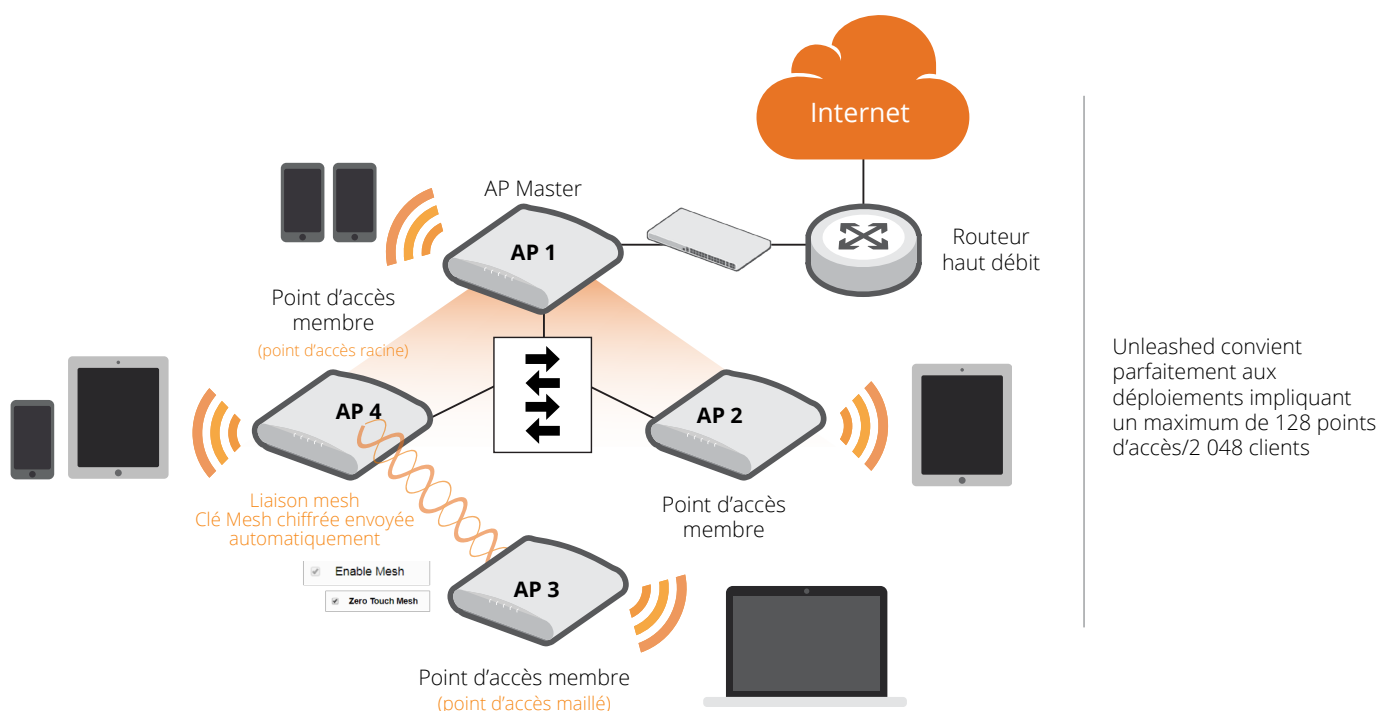 Internet
AP Master
AP 1
Routeur
haut débit
Point d'accès
membre
(point d'accès racine)
AP 4
AP 2
Unleashed convient
parfaitement aux
déploiements impliquant
un maximum de 128 points
d'accès/2 048 clients
Liaison mesh
Clé Mesh chiffrée envoyée
automatiquement
Point d'accès
membre
Enable Mesh
Zero Touch Mesh
AP 3
Point d'accès membre
(point d'accès maillé)